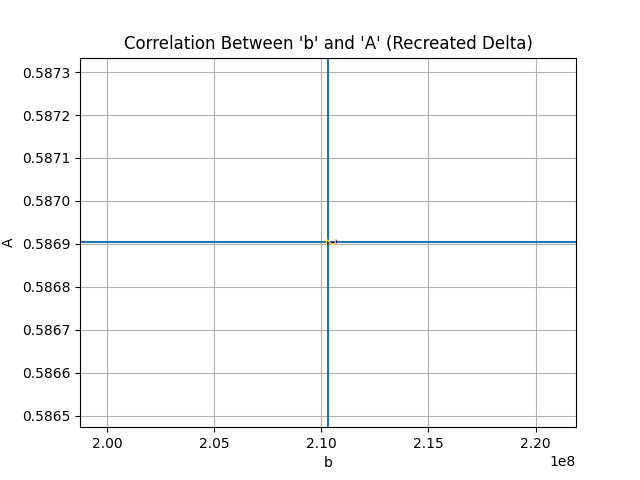 Correlation Between 'b' and 'A' (Recreated Delta)
0.5873
0.5872
0.5871
0.5870
0.5869
0.5868
0.5867
0.5866
0.5865
A
2.00 2.05 2.10 2.15 2.20
1e8
b